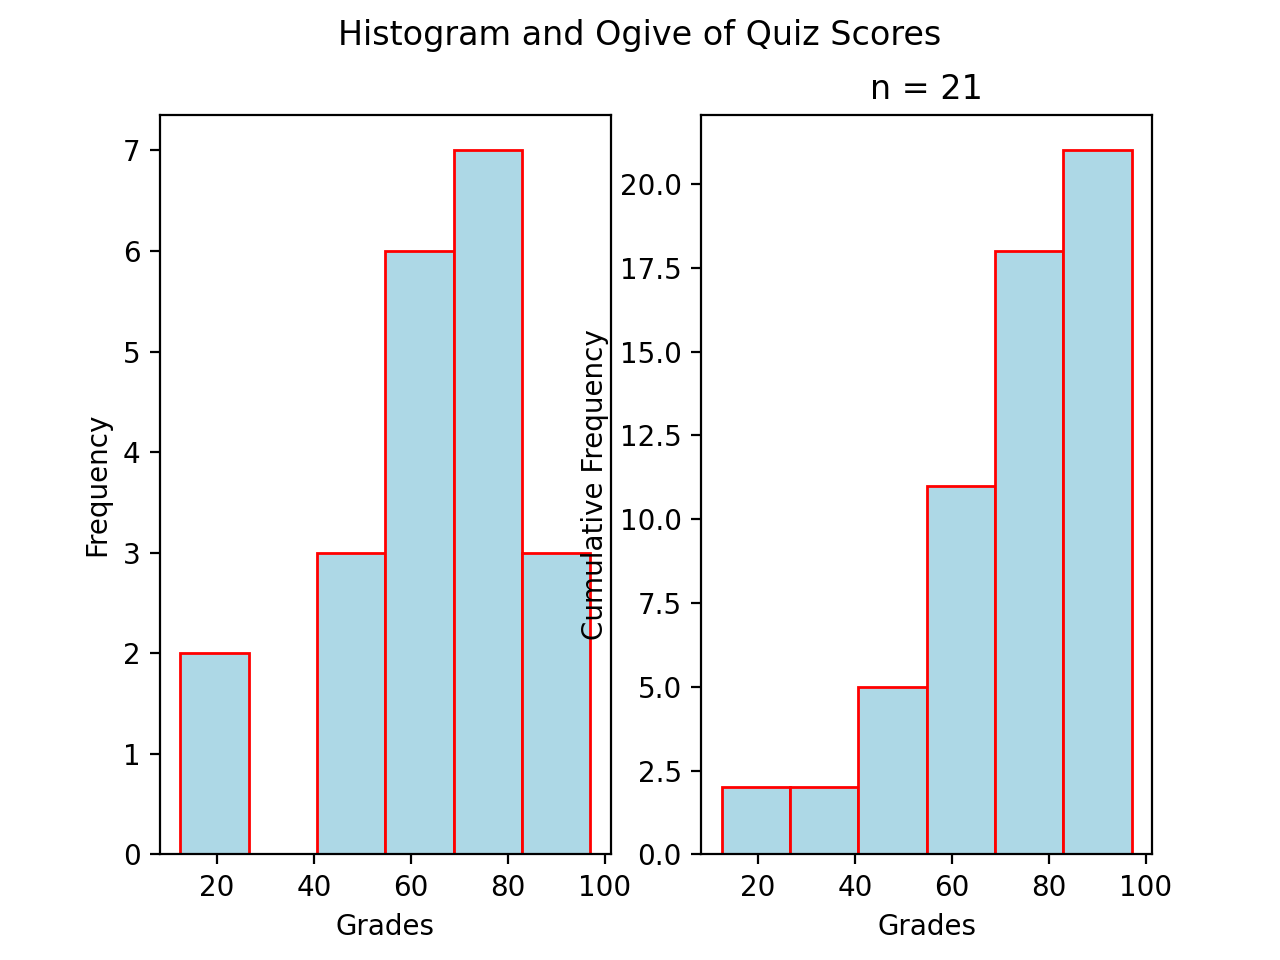 Histogram and Ogive of Quiz Scores
7
6
5
4
3
2
1
0
Frequency
20 40 60 80 100
Grades
n = 21
20.0
17.5
15.0
12.5
10.0
7.5
5.0
2.5
0.0
Cumulative Frequency
20 40 60 80 100
Grades